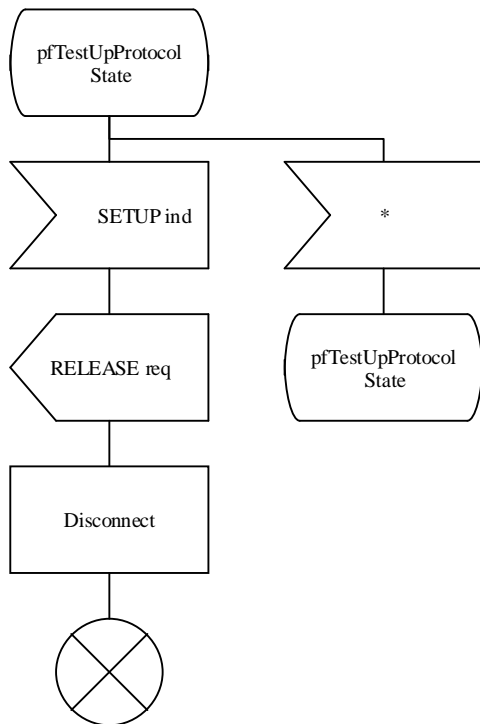 pfTestUpProtocol
State
SETUP ind
*
RELEASE req
pfTestUpProtocol
State
Disconnect